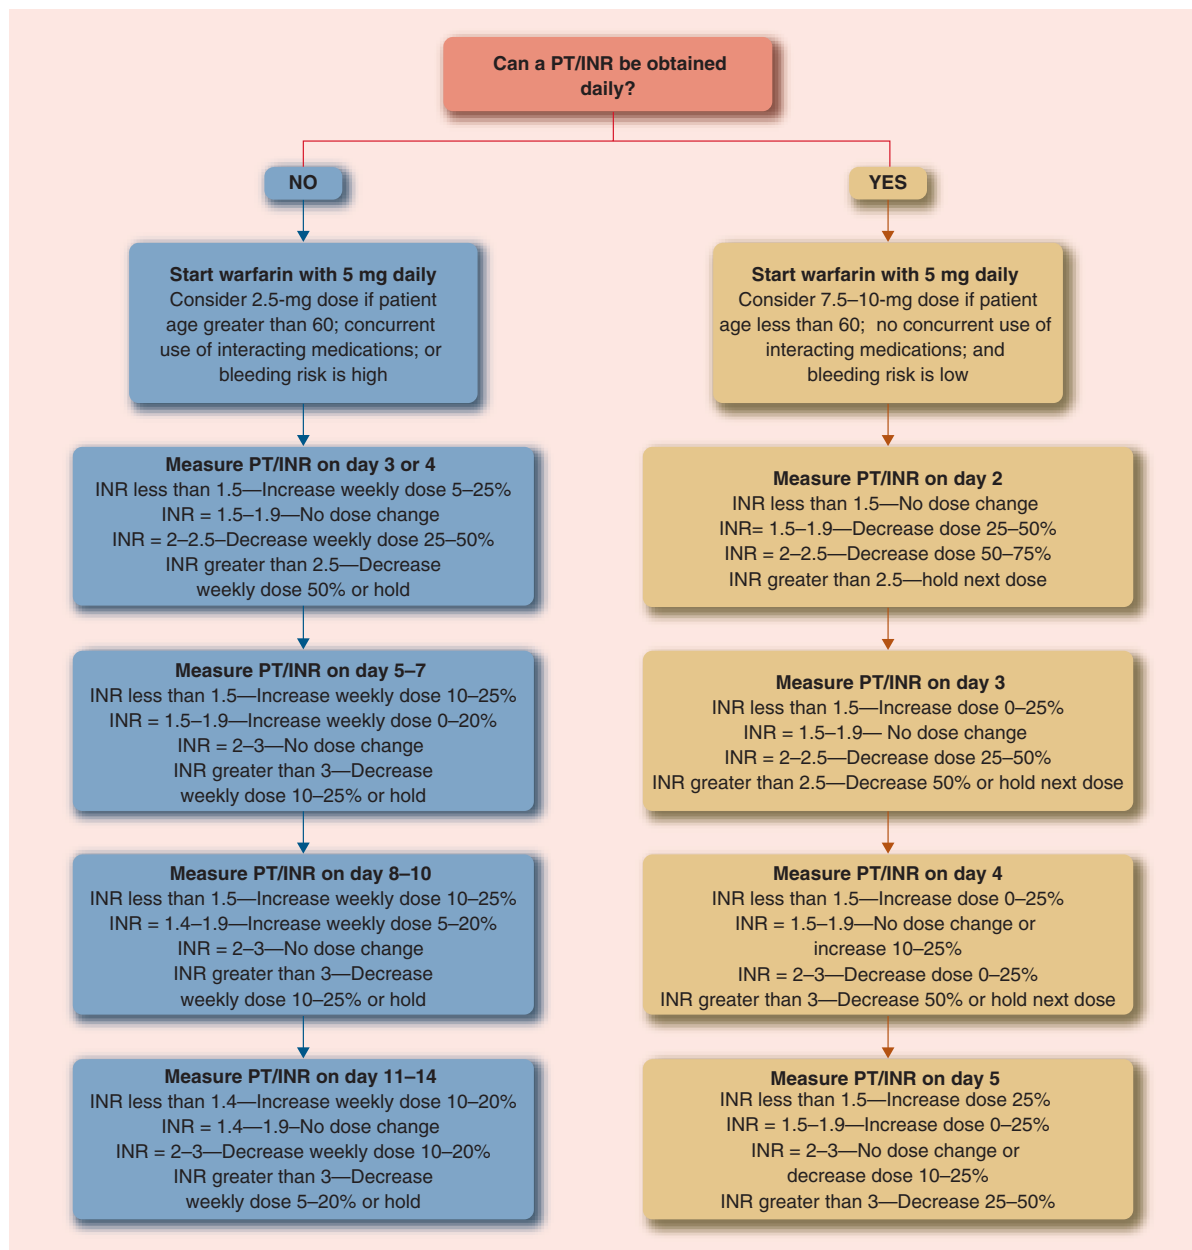 Can a PT/INR be obtained
daily?
NO
Start warfarin with 5 mg daily
Consider 2.5-mg dose if patient
age greater than 60; concurrent
use of interacting medications; or
bleeding risk is high
Measure PT/INR on day 3 or 4
INR less than 1.5—Increase weekly dose 5–25%
INR = 1.5–1.9—No dose change
INR = 2–2.5–Decrease weekly dose 25–50%
INR greater than 2.5—Decrease
weekly dose 50% or hold
Measure PT/INR on day 5–7
INR less than 1.5—Increase weekly dose 10–25%
INR = 1.5–1.9—Increase weekly dose 0–20%
INR = 2–3—No dose change
INR greater than 3—Decrease
weekly dose 10–25% or hold
Measure PT/INR on day 8–10
INR less than 1.5—Increase weekly dose 10–25%
INR = 1.4–1.9—Increase weekly dose 5–20%
INR = 2–3—No dose change
INR greater than 3—Decrease
weekly dose 10–25% or hold
Measure PT/INR on day 11–14
INR less than 1.4—Increase weekly dose 10–20%
INR = 1.4—1.9–No dose change
INR = 2–3—Decrease weekly dose 10–20%
INR greater than 3—Decrease
weekly dose 5–20% or hold
YES
Start warfarin with 5 mg daily
Consider 7.5–10-mg dose if patient
age less than 60; no concurrent use of
interacting medications; and
bleeding risk is low
Measure PT/INR on day 2
INR less than 1.5—No dose change
INR= 1.5–1.9—Decrease dose 25–50%
INR = 2–2.5—Decrease dose 50–75%
INR greater than 2.5—hold next dose
Measure PT/INR on day 3
INR less than 1.5—Increase dose 0–25%
INR = 1.5–1.9— No dose change
INR = 2–2.5—Decrease dose 25–50%
INR greater than 2.5—Decrease 50% or hold next dose
Measure PT/INR on day 4
INR less than 1.5—Increase dose 0–25%
INR = 1.5–1.9—No dose change or
increase 10–25%
INR = 2–3—Decrease dose 0–25%
INR greater than 3—Decrease 50% or hold next dose
Measure PT/INR on day 5
INR less than 1.5—Increase dose 25%
INR = 1.5–1.9—Increase dose 0–25%
INR = 2–3—No dose change or
decrease dose 10–25%
INR greater than 3—Decrease 25–50%